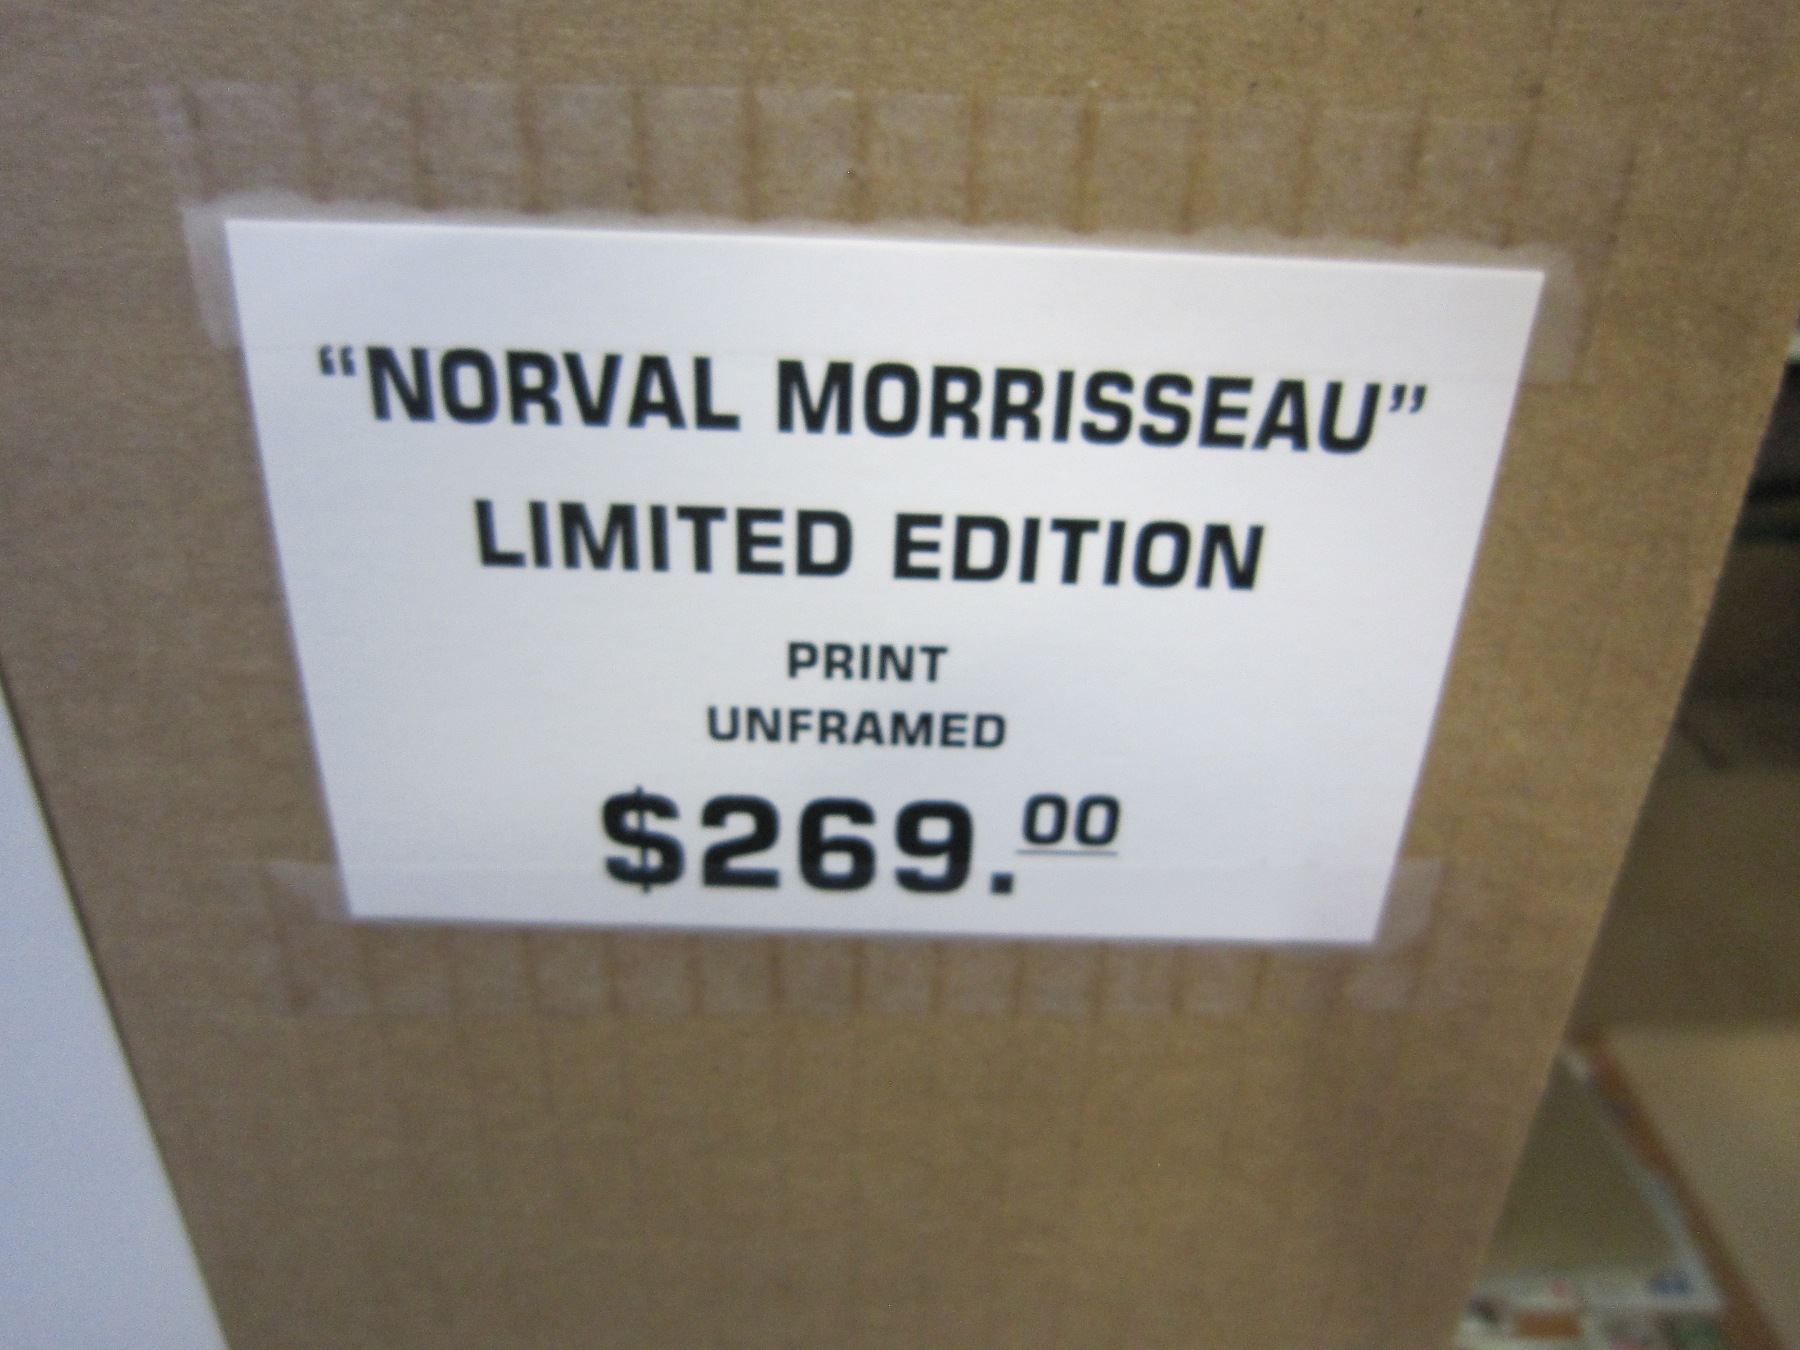 “NORVAL MORRISSEAU”
LIMITED EDITION
PRINT
UNFRAMED
$269.00